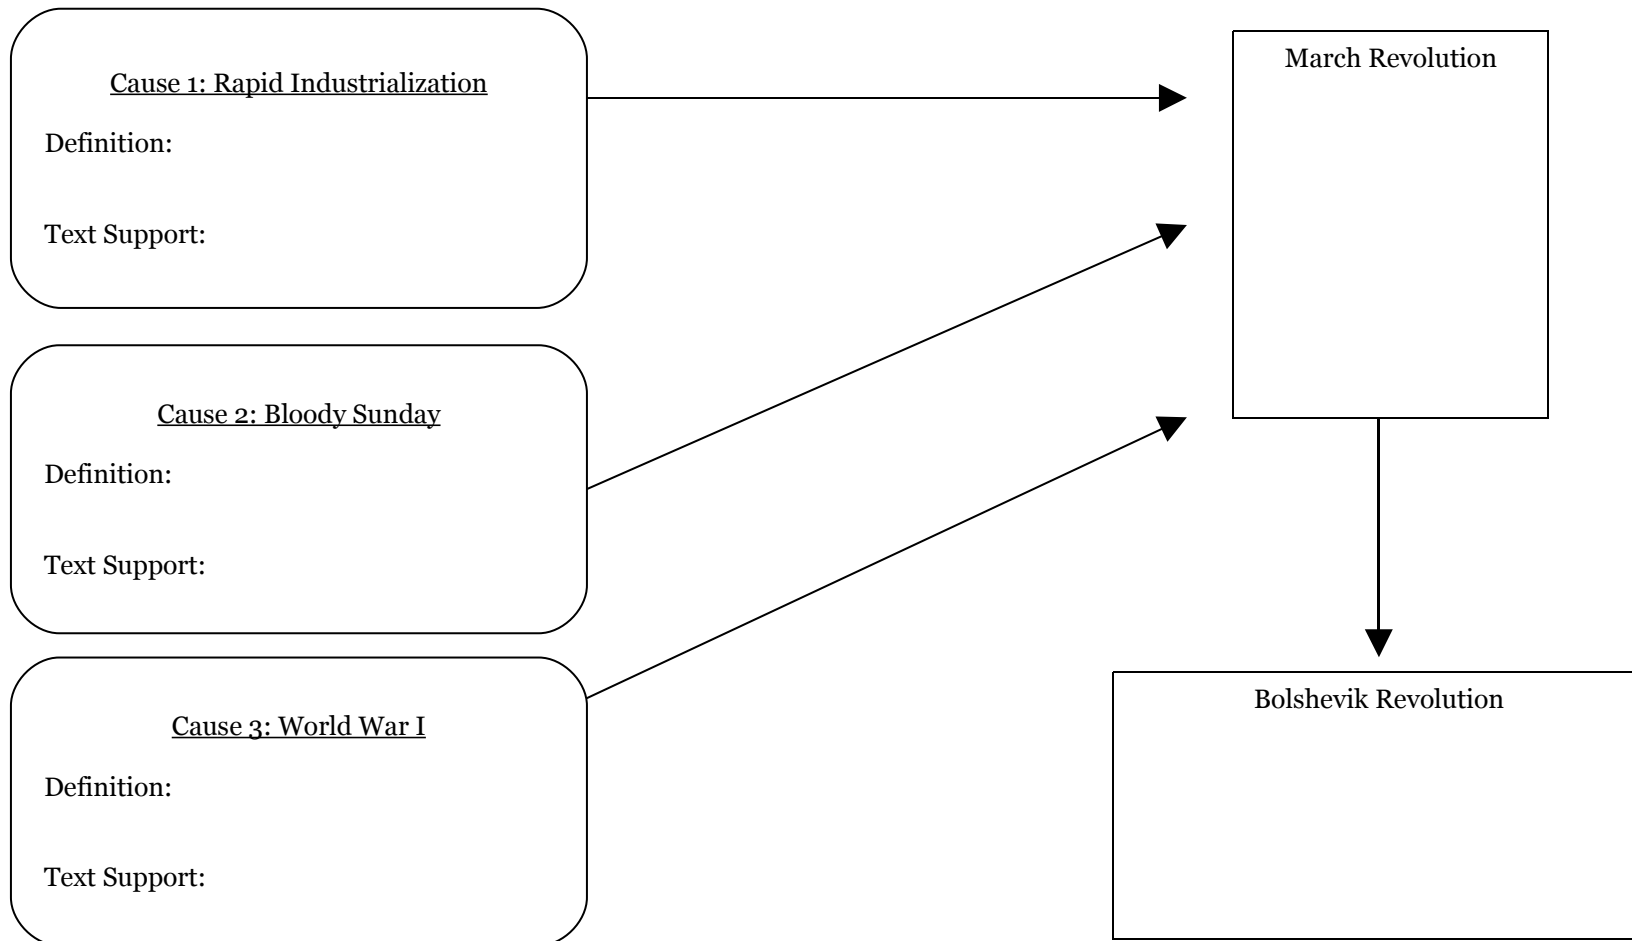 Cause 1: Rapid Industrialization
Definition:
Text Support:
Cause 2: Bloody Sunday
Definition:
Text Support:
Cause 3: World War I
Definition:
Text Support:
March Revolution
Bolshevik Revolution